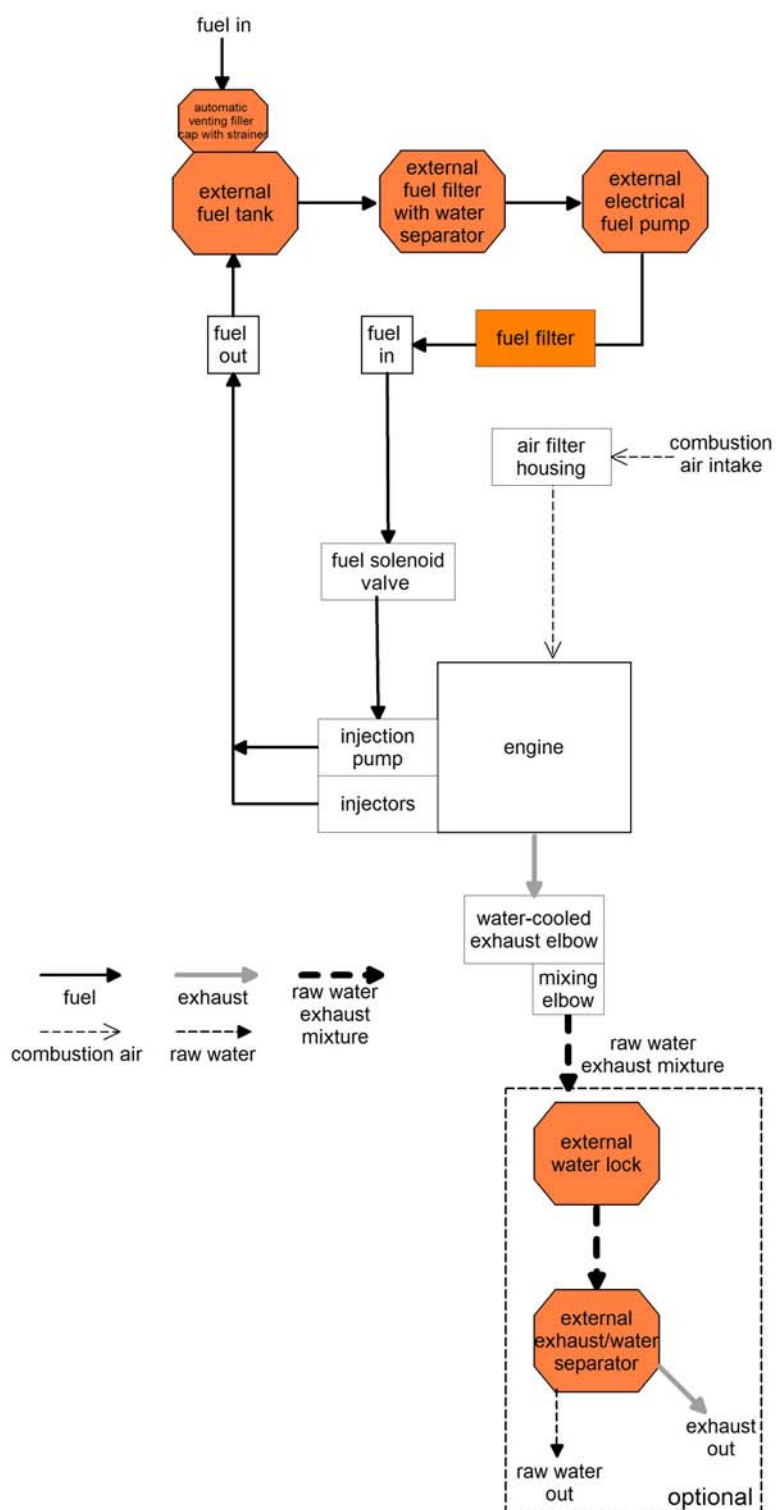 fuel in
automatic
venting filler
cap with strainer
external
fuel tank
external
fuel filter
with water
separator
external
electrical
fuel pump
fuel
out
fuel
in
fuel filter
air filter
housing
combustion
air intake
fuel solenoid
valve
injection
pump
engine
injectors
water-cooled
exhaust elbow
mixing
elbow
fuel
exhaust
raw water
exhaust
mixture
combustion air
raw water
raw water
exhaust mixture
external
water lock
external
exhaust/water
separator
exhaust
out
raw water
out
optional